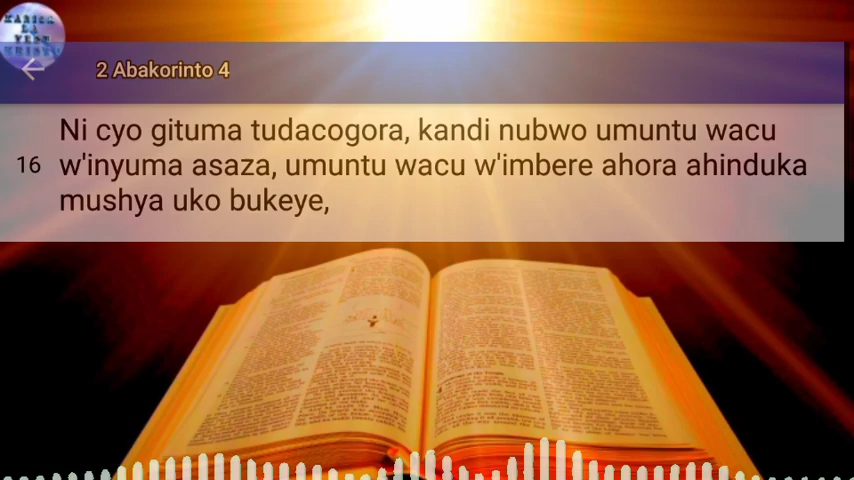 2 Abakorinto 4
Ni cyo gituma tudacogora, kandi nubwo umuntu wacu
16 w'inyuma asaza, umuntu wacu w'imbere ahora ahinduka
mushya uko bukeye,